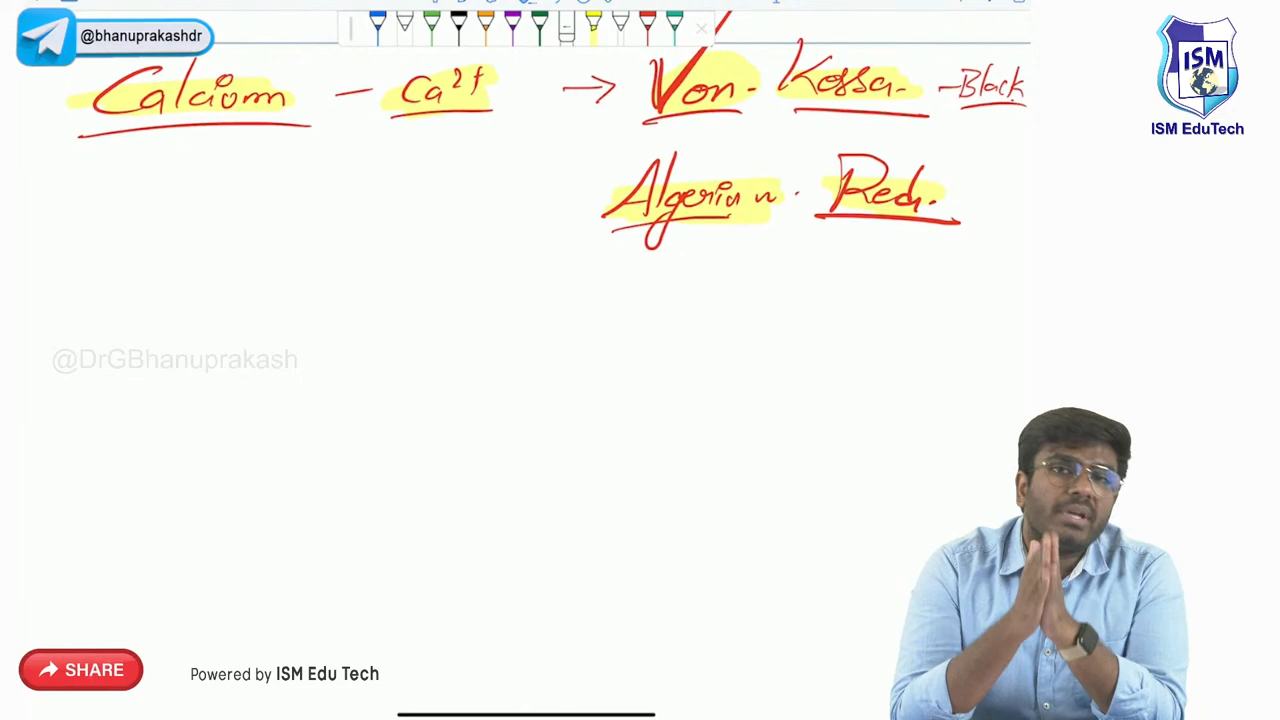 @bhanuprakashdr
ISM
ISM EduTech
Calcium – Ca2+ → Von. Kossa. – Black
Algerian. Red.
@DrGBhanuprakash
SHARE
Powered by ISM Edu Tech